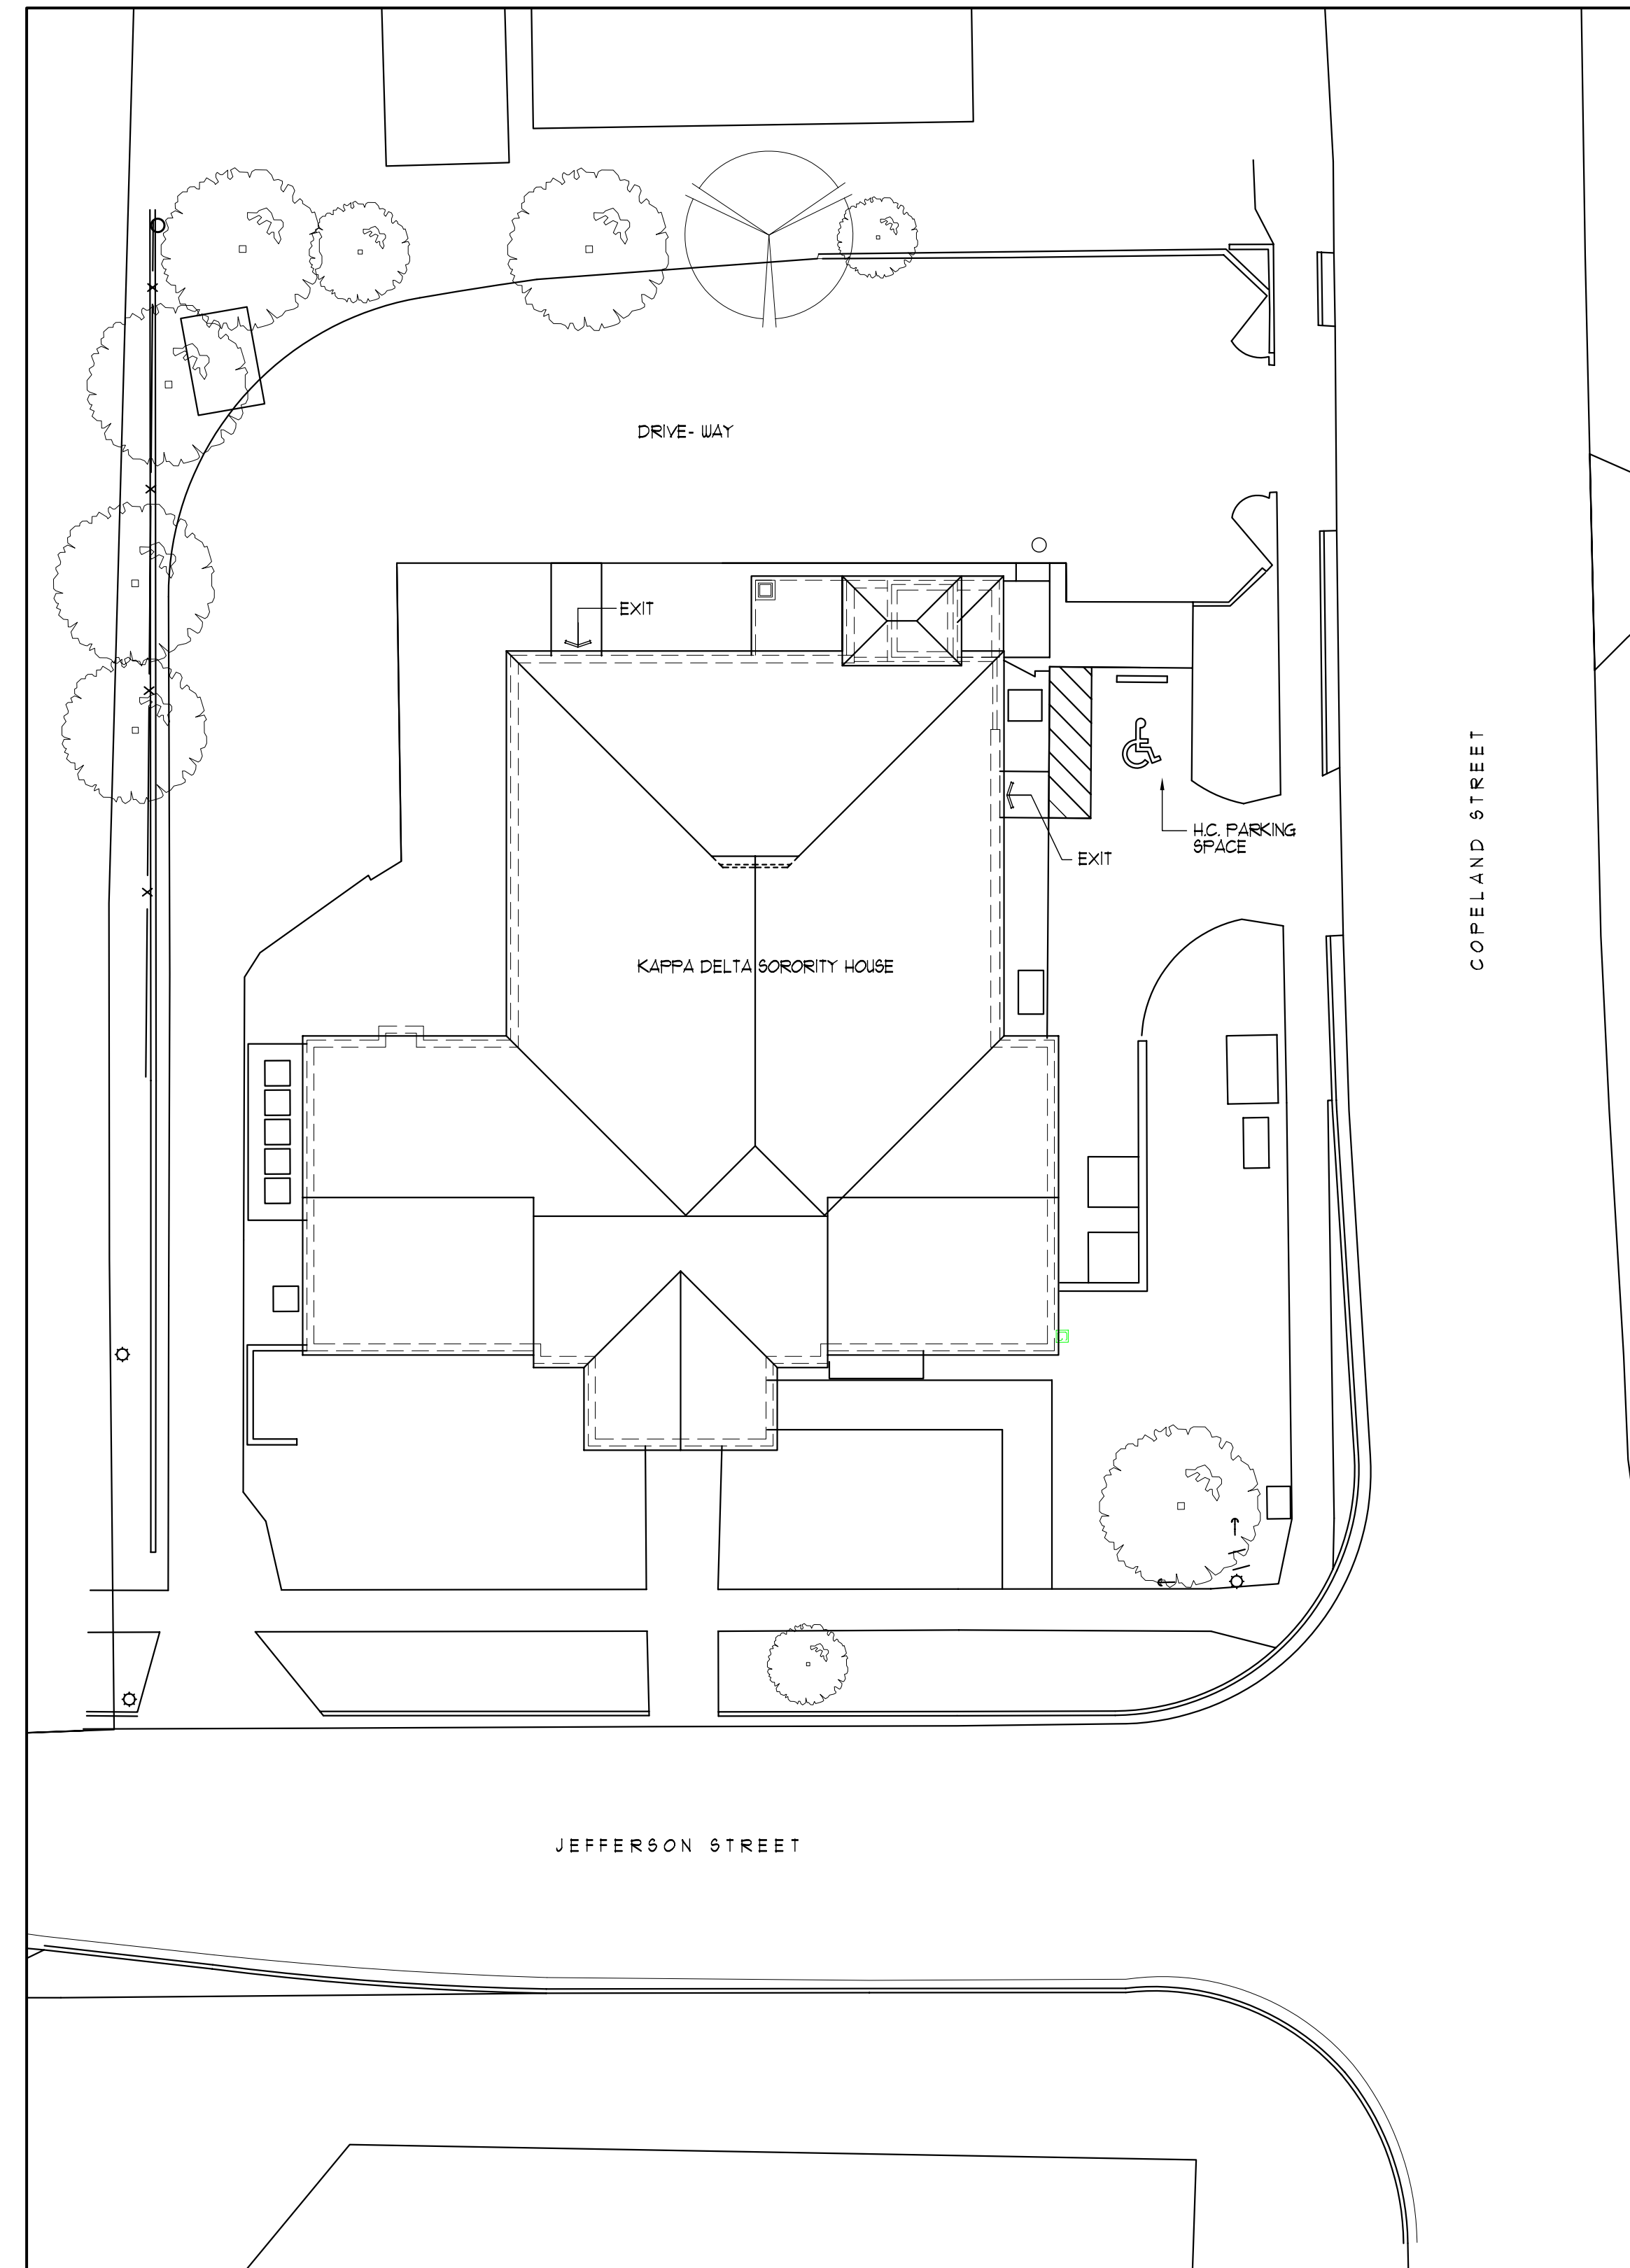 DRIVE- WAY
EXIT
H.C. PARKING
SPACE
EXIT
KAPPA DELTA SORORITY HOUSE
COPELAND STREET
JEFFERSON STREET